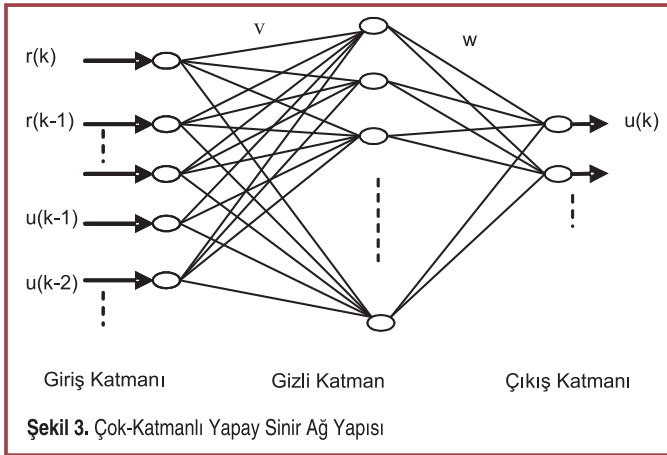 v
w
r(k)
r(k-1)
u(k-1)
u(k-2)
u(k)
Giriş Katmanı
Gizli Katman
Çıkış Katmanı
Şekil 3. Çok-Katmanlı Yapay Sinir Ağ Yapısı